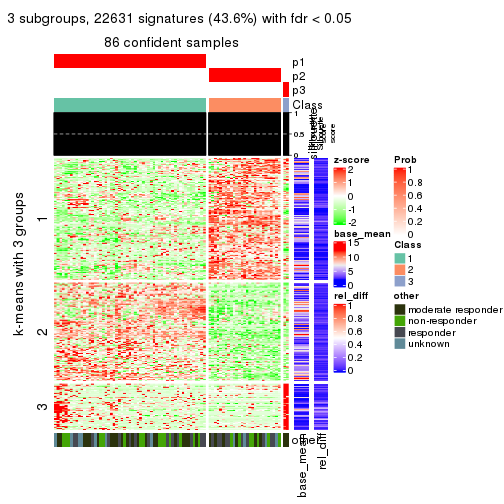 3 subgroups, 22631 signatures (43.6%) with fdr < 0.05
86 confident samples
p1
p2
p3
Class
1
0.5
0
silhouette
score
k-means with 3 groups
1
2
3
other
base_mean
rel_diff
z-score
2
1
0
-1
-2
base_mean
15
10
5
0
rel_diff
1
0.8
0.6
0.4
0.2
0
Prob
1
0.8
0.6
0.4
0.2
0
Class
1
2
3
other
moderate responder
non-responder
responder
unknown